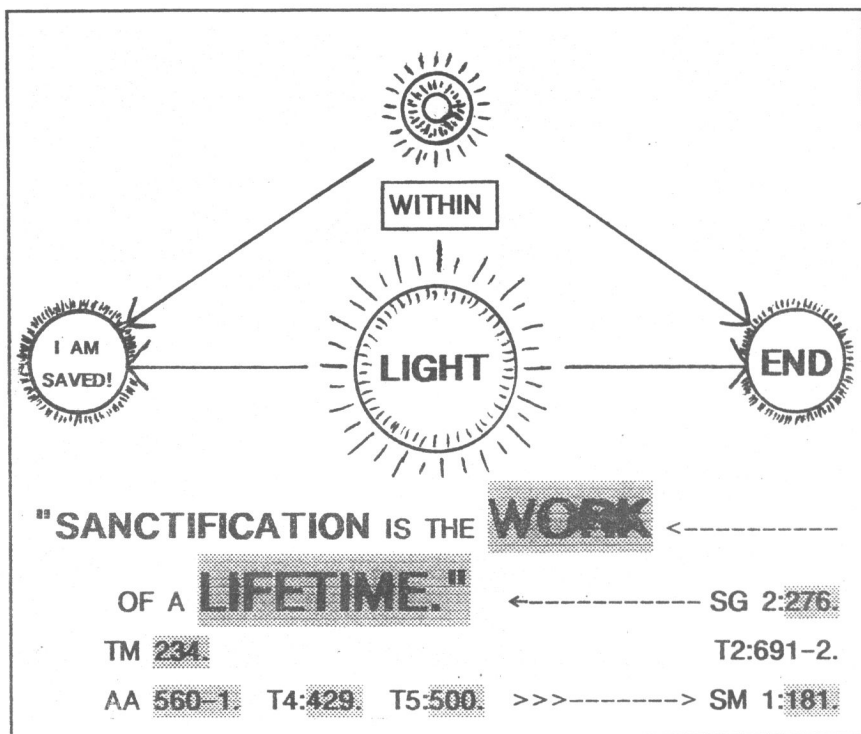 WITHIN
I AM
SAVED!
LIGHT
END
"SANCTIFICATION IS THE WORK <----------
OF A LIFETIME." <------------- SG 2:276.
TM 234. T2:691-2.
AA 560-1. T4:429. T5:500. >>>-------> SM 1:181.